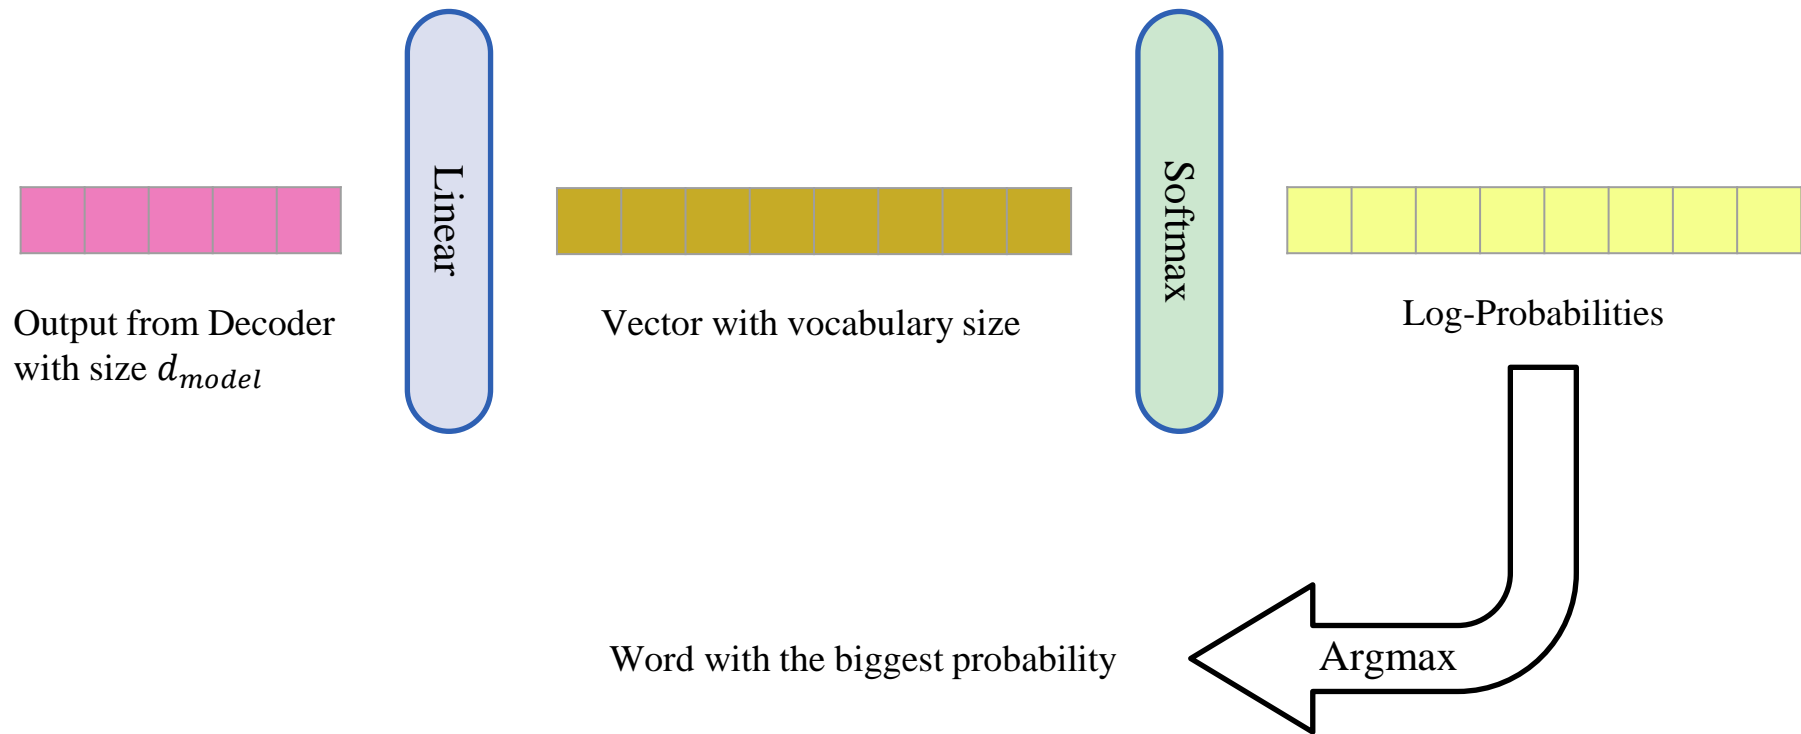 Linear
Softmax
Output from Decoder
with size d_model
Vector with vocabulary size
Log-Probabilities
Word with the biggest probability
Argmax